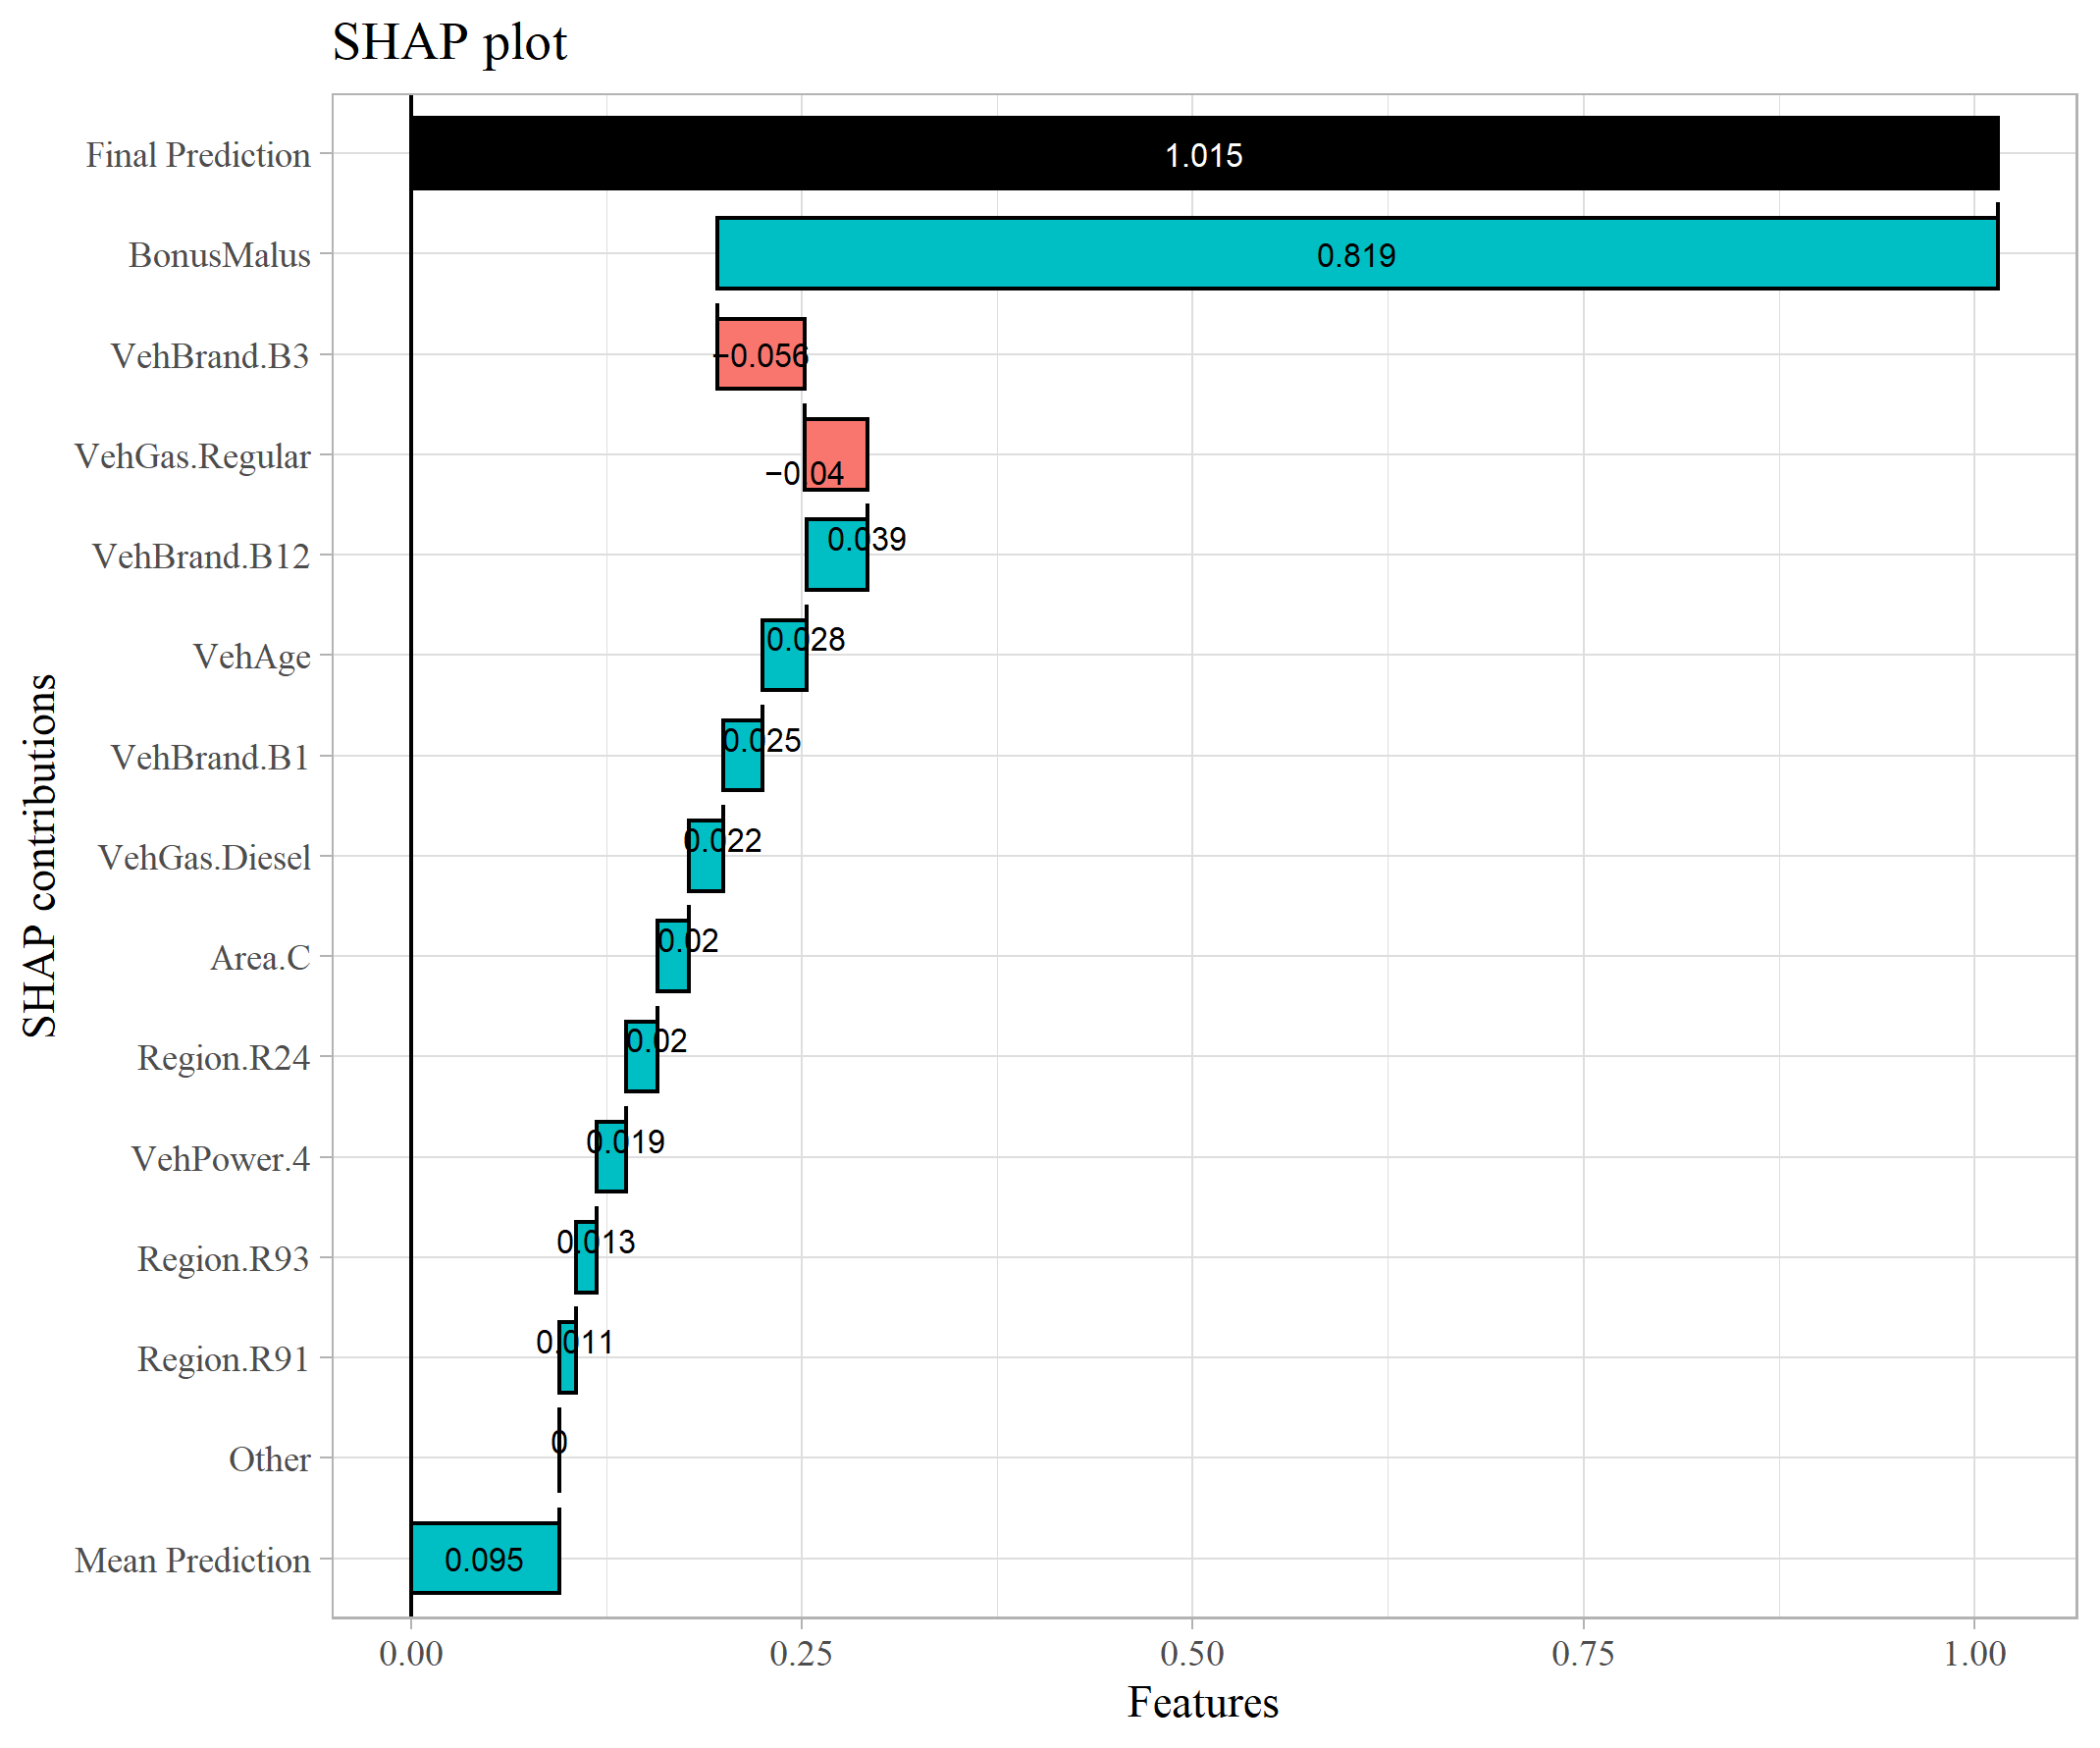 SHAP plot
Final Prediction
1.015
BonusMalus
0.819
VehBrand.B3
−0.056
VehGas.Regular
−0.04
VehBrand.B12
0.039
VehAge
0.028
VehBrand.B1
0.025
VehGas.Diesel
0.022
Area.C
0.02
Region.R24
0.02
VehPower.4
0.019
Region.R93
0.013
Region.R91
0.011
Other
0
Mean Prediction
0.095
SHAP contributions
0.00 0.25 0.50 0.75 1.00
Features